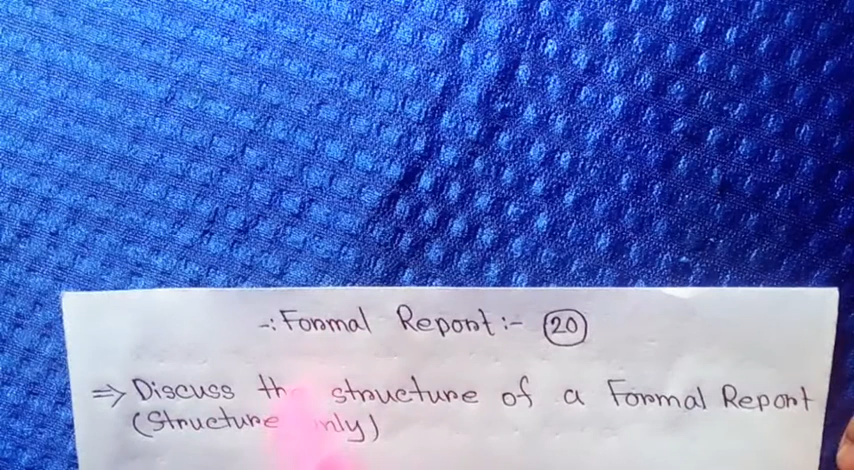 -: Formal Report :- 20
⇒ Discuss th structure of a Formal Report
(Structure nly)